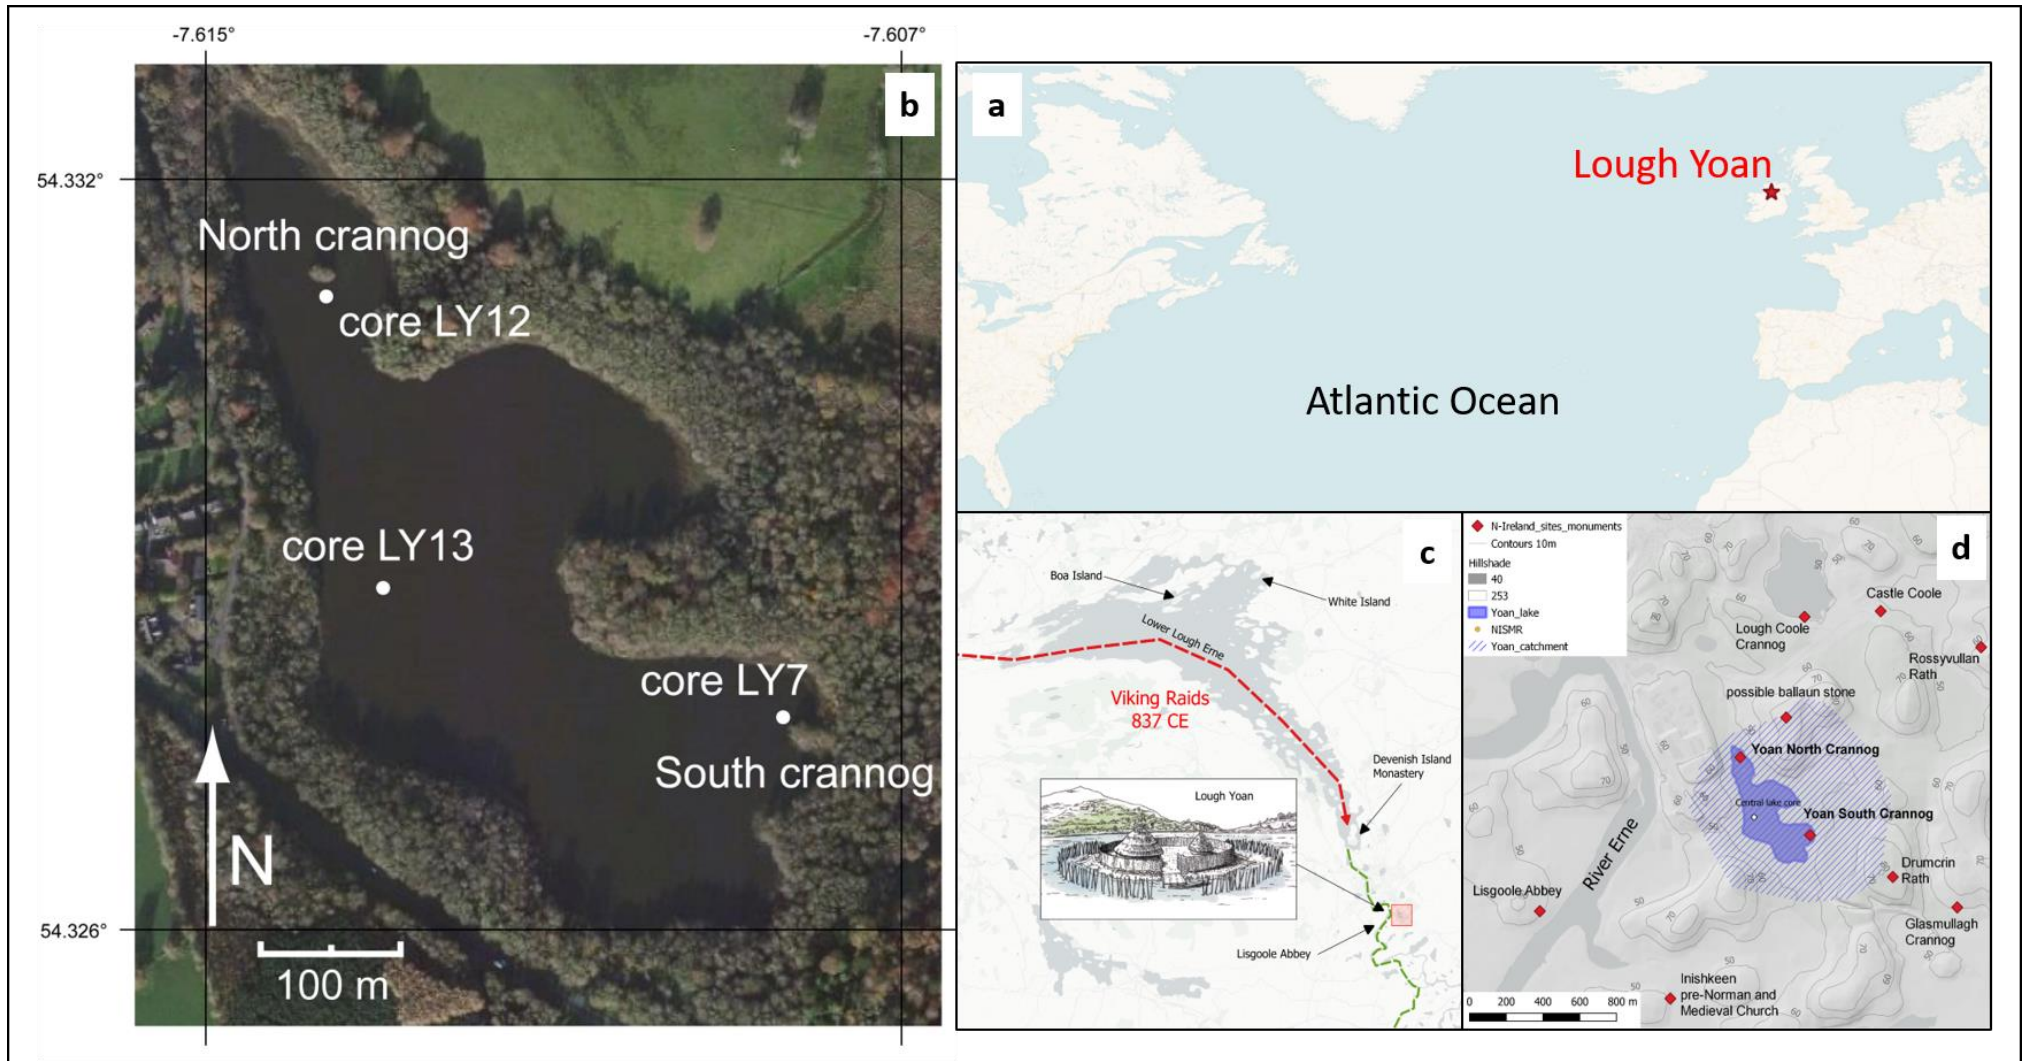 -7.615°
-7.607°
b
54.332°
North crannog
core LY12
core LY13
core LY7
South crannog
N
54.326°
100 m
a
Lough Yoan
Atlantic Ocean
c
Boa Island
White Island
Lower Lough Erne
Viking Raids
837 CE
Devenish Island
Monastery
Lough Yoan
Lisgoole Abbey
d
N-Ireland_sites_monuments
Contours 10m
Hillshade
40
253
Yoan_lake
NISMR
Yoan_catchment
Castle Coole
Lough Coole
Crannog
Rossyvullan
Rath
possible ballaun stone
Yoan North Crannog
Central lake core
Yoan South Crannog
River Erne
Drumcrin
Rath
Lisgoole Abbey
Glasmullagh
Crannog
Inishkeen
pre-Norman and
Medieval Church
0 200 400 600 800 m